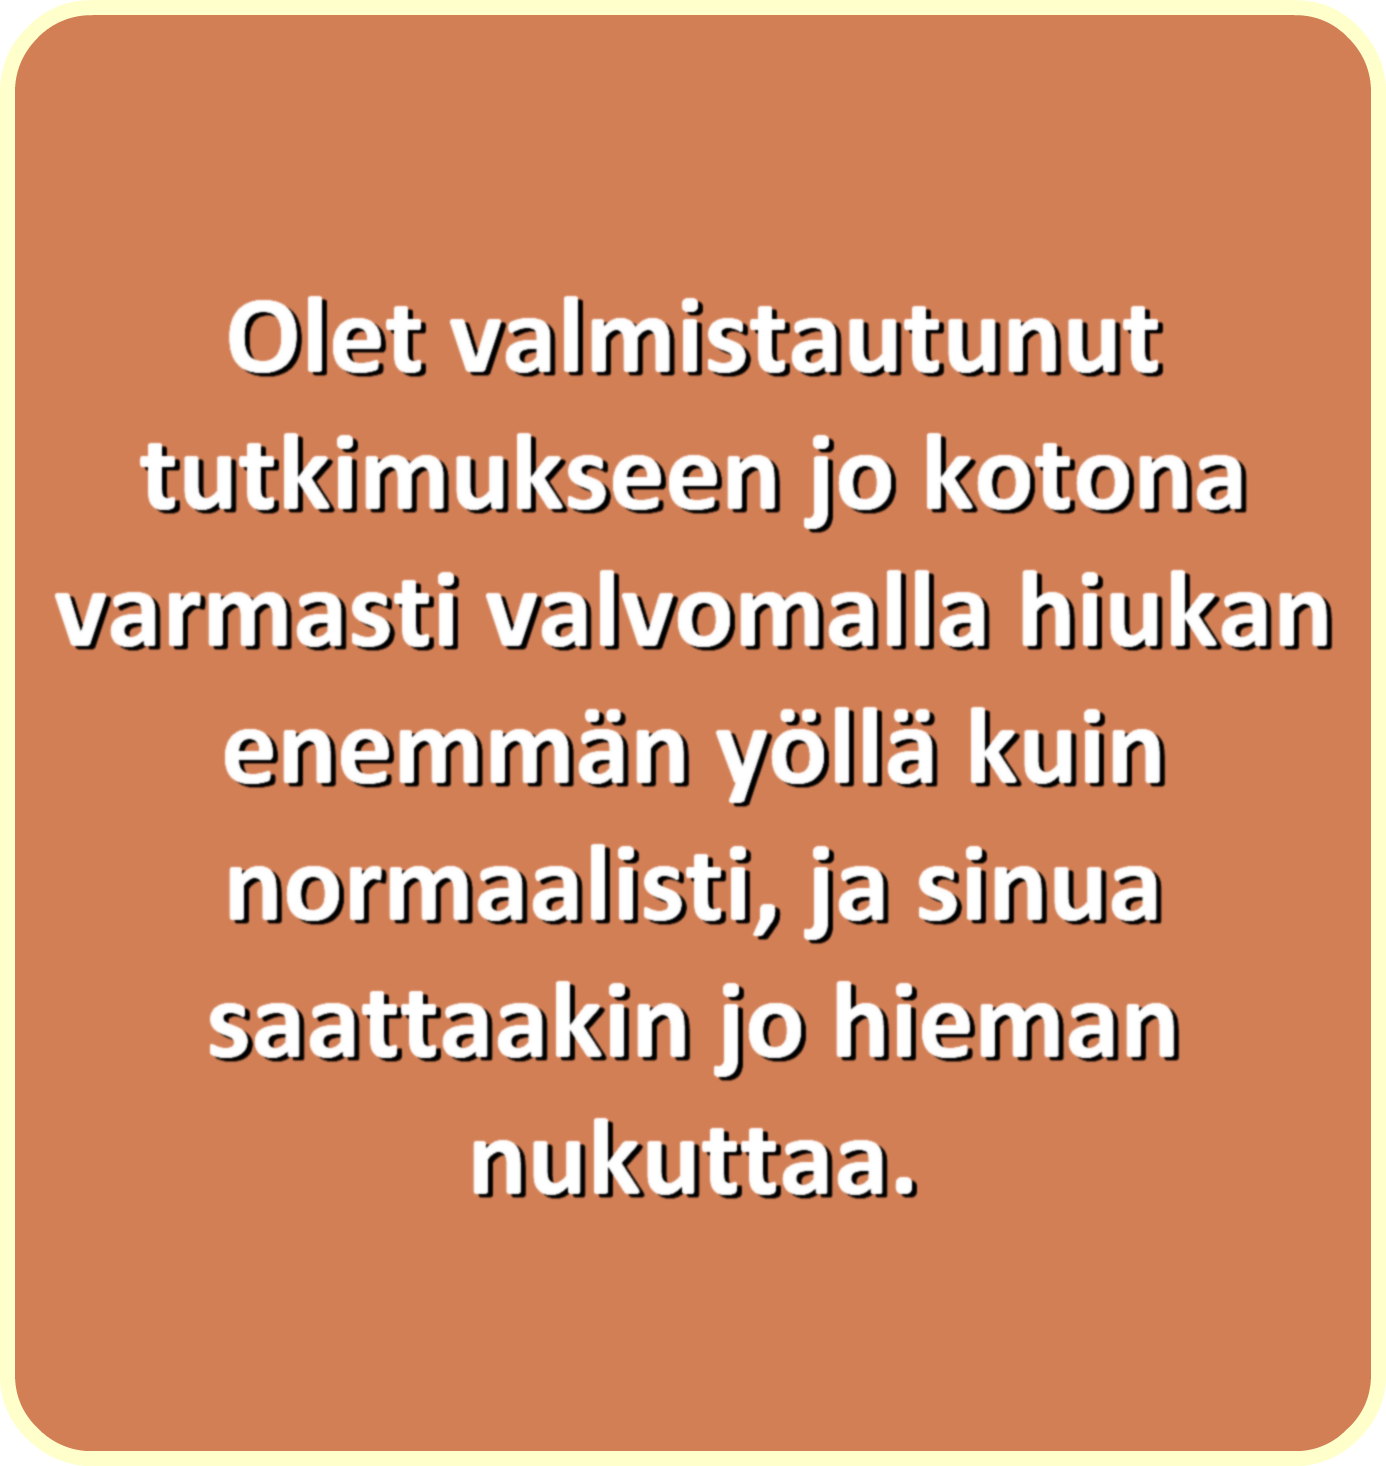 Olet valmistautunut
tutkimukseen jo kotona
varmasti valvomalla hiukan
enemmän yöllä kuin
normaalisti, ja sinua
saattaakin jo hieman
nukuttaa.